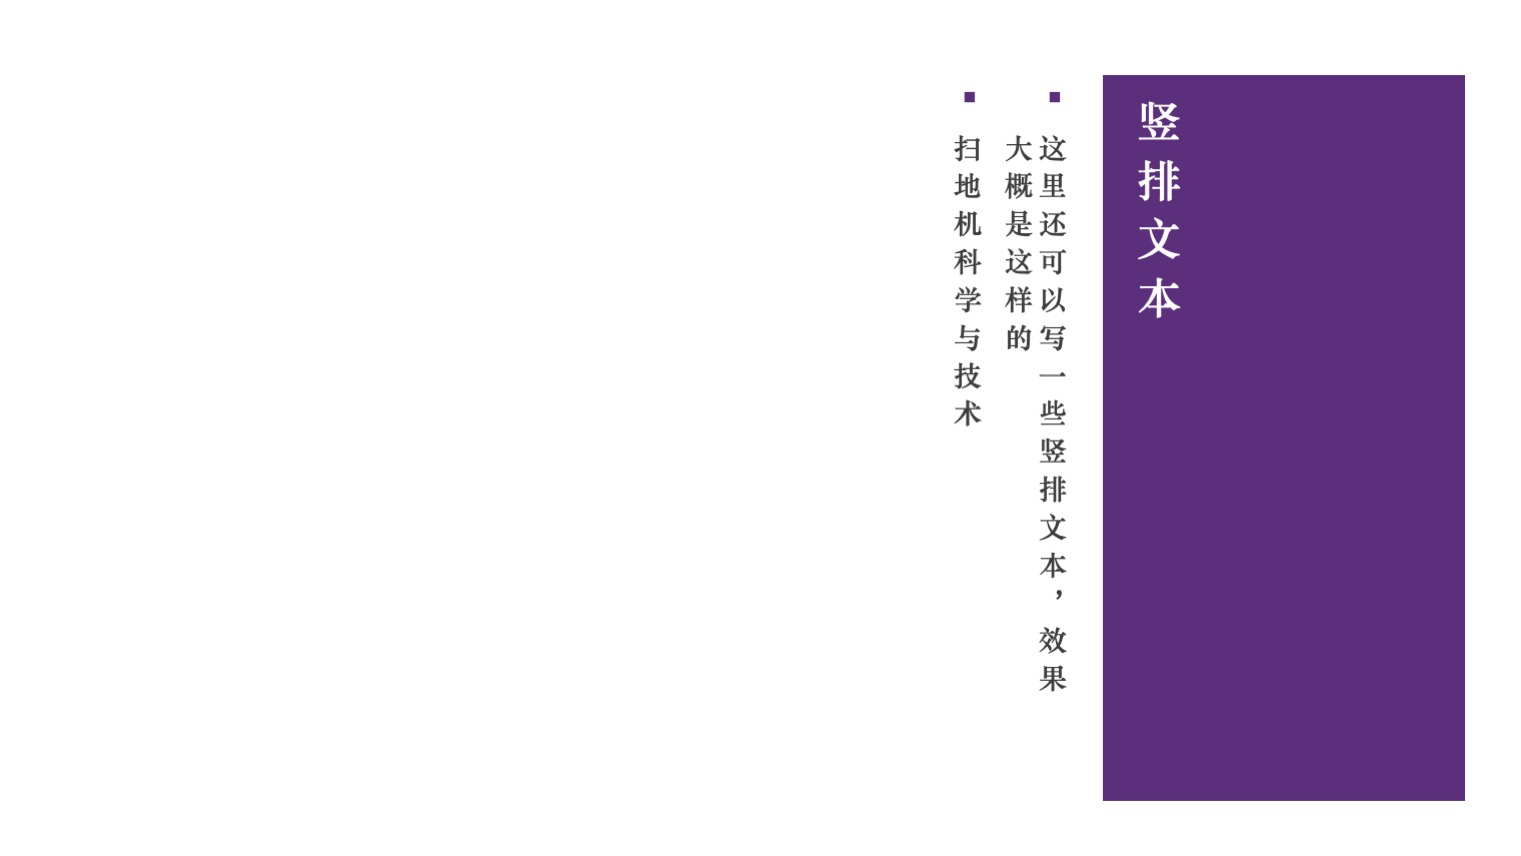 竖排文本
这里还可以写一些竖排文本，效果
大概是这样的
扫地机科学与技术